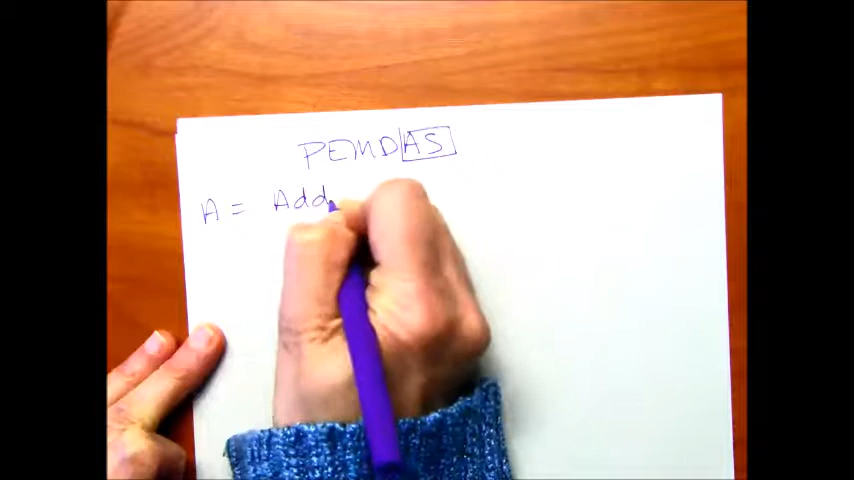 PEMDAS
A = Add